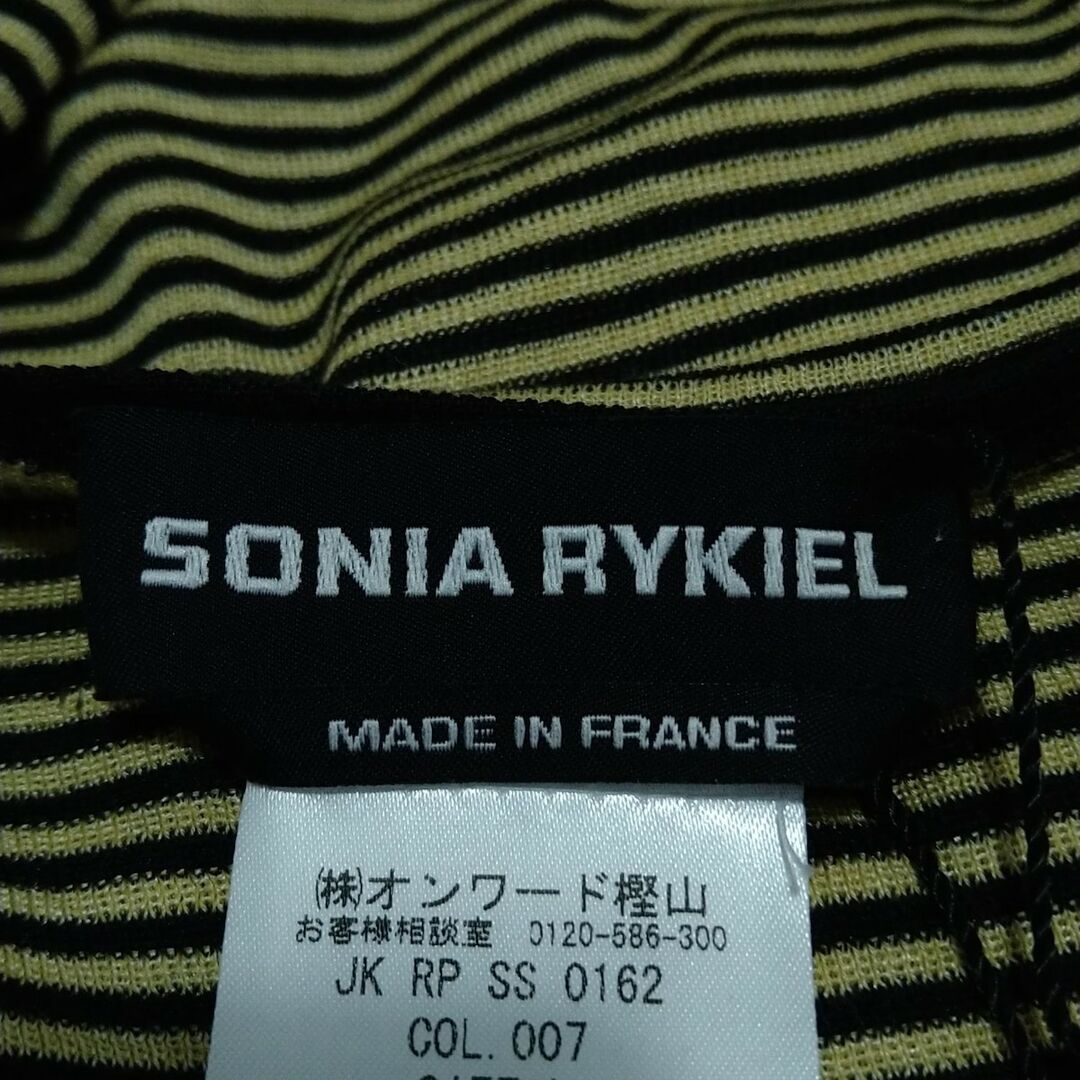 SONIA RYKIEL
MADE IN FRANCE
㈱オンワード樫山
お客様相談室 0120-586-300
JK RP SS 0162
COL. 007